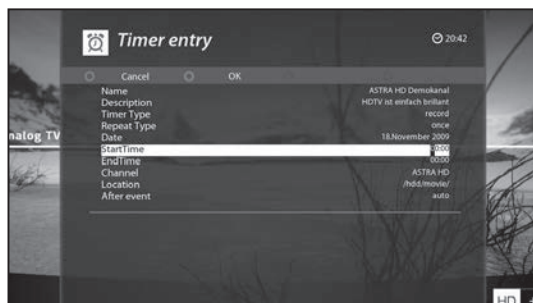 Timer entry
20:42
Cancel OK
Name ASTRA HD Demokanal
Description HDTV ist einfach brillant
Timer Type record
Repeat Type once
Date 18.November 2009
StartTime
EndTime 00:00
Channel ASTRA HD
Location /hdd/movie/
After event auto
nalog TV
HD